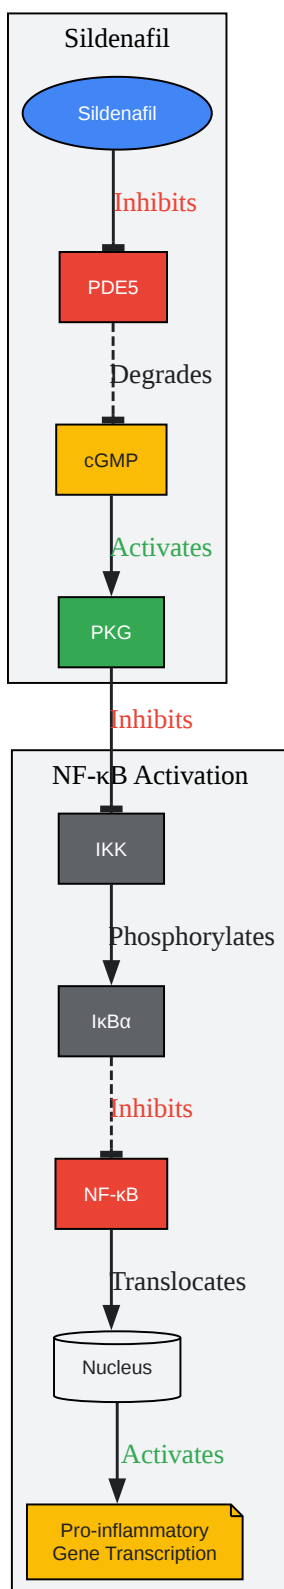 Sildenafil
Sildenafil
Inhibits
PDE5
Degrades
cGMP
Activates
PKG
Inhibits
NF-κB Activation
IKK
Phosphorylates
IκBα
Inhibits
NF-κB
Translocates
Nucleus
Activates
Pro-inflammatory
Gene Transcription